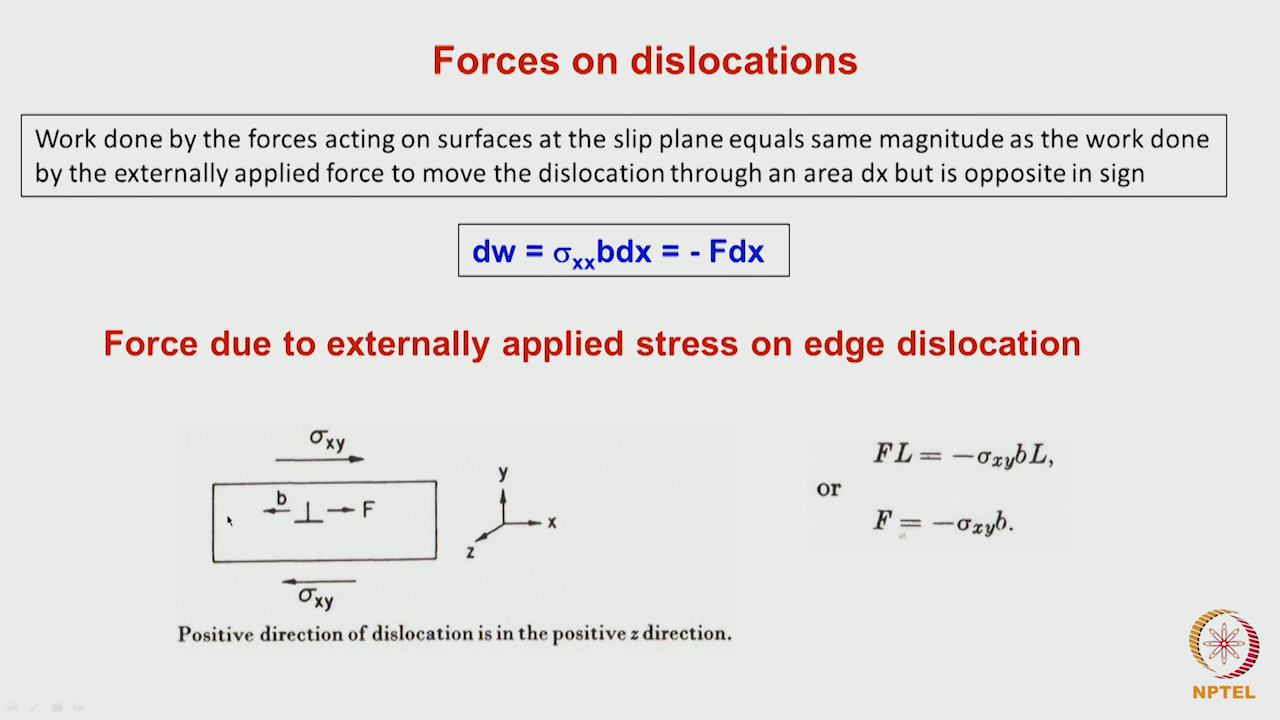 Forces on dislocations
Work done by the forces acting on surfaces at the slip plane equals same magnitude as the work done
by the externally applied force to move the dislocation through an area dx but is opposite in sign
dw = σxxbdx = - Fdx
Force due to externally applied stress on edge dislocation
σxy
b ⊥ F
σxy
y
x
z
Positive direction of dislocation is in the positive z direction.
FL = −σxybL,
or
F = −σxyb.
NPTEL